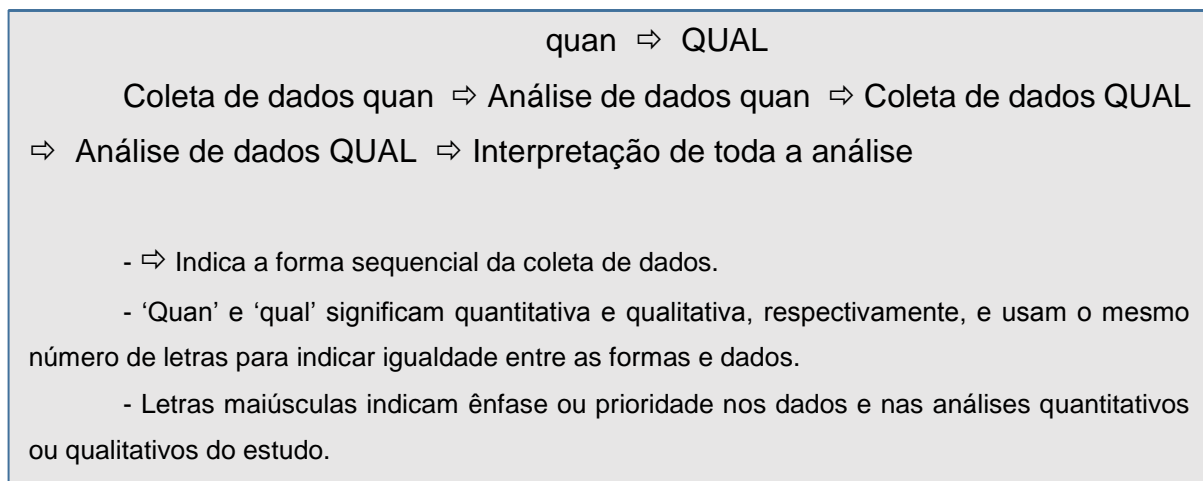 quan ⇨ QUAL
Coleta de dados quan ⇨ Análise de dados quan ⇨ Coleta de dados QUAL
⇨ Análise de dados QUAL ⇨ Interpretação de toda a análise
- ⇨ Indica a forma sequencial da coleta de dados.
- ‘Quan’ e ‘qual’ significam quantitativa e qualitativa, respectivamente, e usam o mesmo
número de letras para indicar igualdade entre as formas e dados.
- Letras maiúsculas indicam ênfase ou prioridade nos dados e nas análises quantitativos
ou qualitativos do estudo.